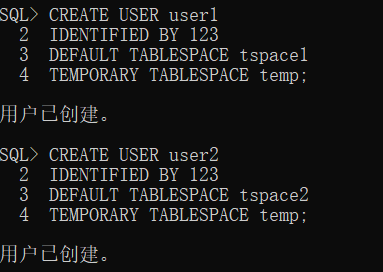 SQL> CREATE USER user1
2 IDENTIFIED BY 123
3 DEFAULT TABLESPACE tspace1
4 TEMPORARY TABLESPACE temp;
用户已创建。
SQL> CREATE USER user2
2 IDENTIFIED BY 123
3 DEFAULT TABLESPACE tspace2
4 TEMPORARY TABLESPACE temp;
用户已创建。